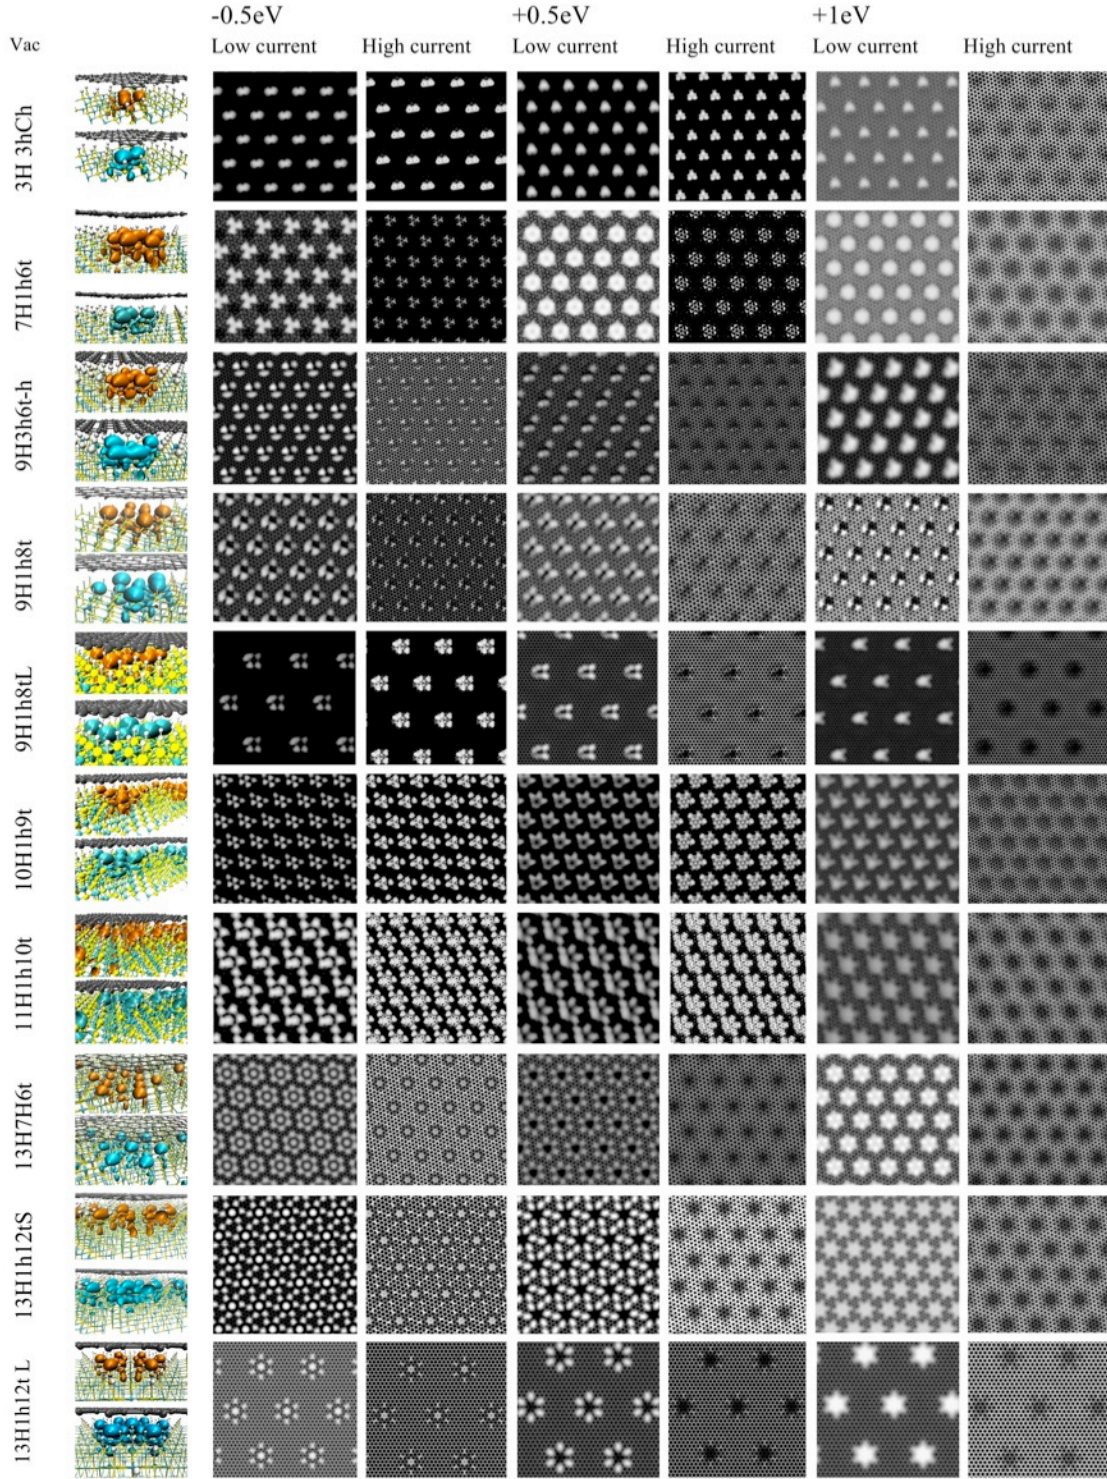 -0.5eV +0.5eV +1eV
Vac Low current High current Low current High current Low current High current
3H 3hCh
7H1h6t
9H3h6t-h
9H1h8t
9H1h8tL
10H1h9t
11H1h10t
13H7H6t
13H1h12tS
13H1h12t L